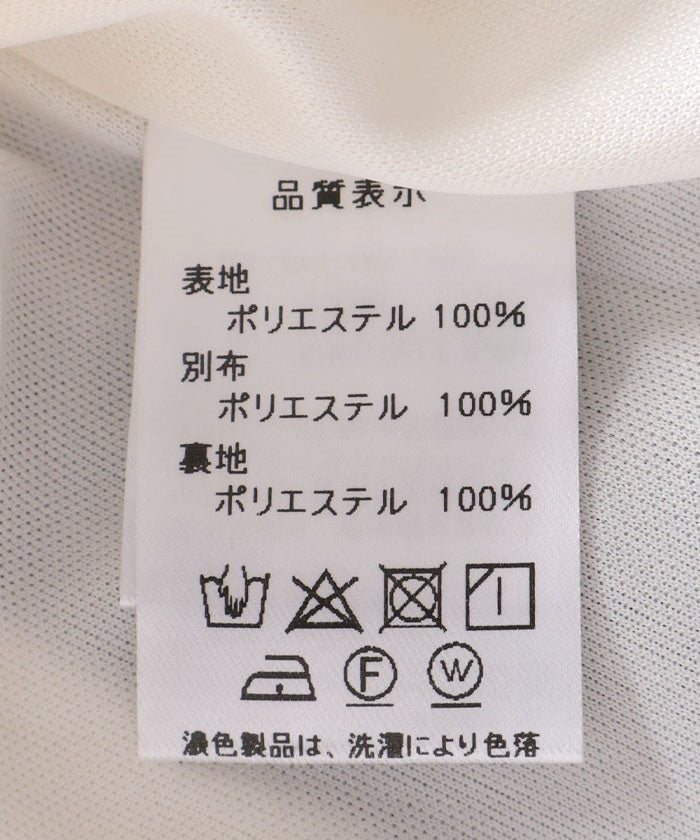 品質表示
表地
ポリエステル 100%
別布
ポリエステル 100%
裏地
ポリエステル 100%
F W
濃色製品は、洗濯により色落